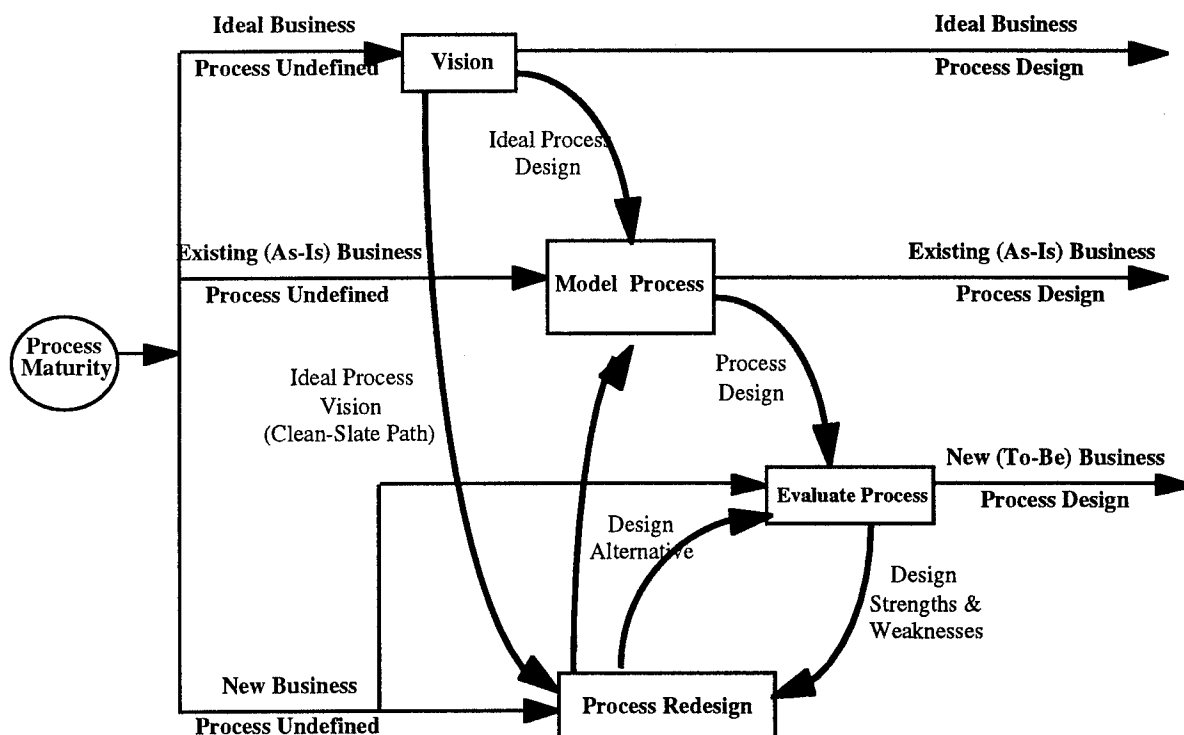 Ideal Business
Process Undefined
Vision
Ideal Business
Process Design
Ideal Process
Design
Existing (As-Is) Business
Process Undefined
Model Process
Existing (As-Is) Business
Process Design
Process
Maturity
Ideal Process
Vision
(Clean-Slate Path)
Process
Design
New (To-Be) Business
Process Design
Evaluate Process
Design
Alternative
Design
Strengths &
Weaknesses
New Business
Process Undefined
Process Redesign